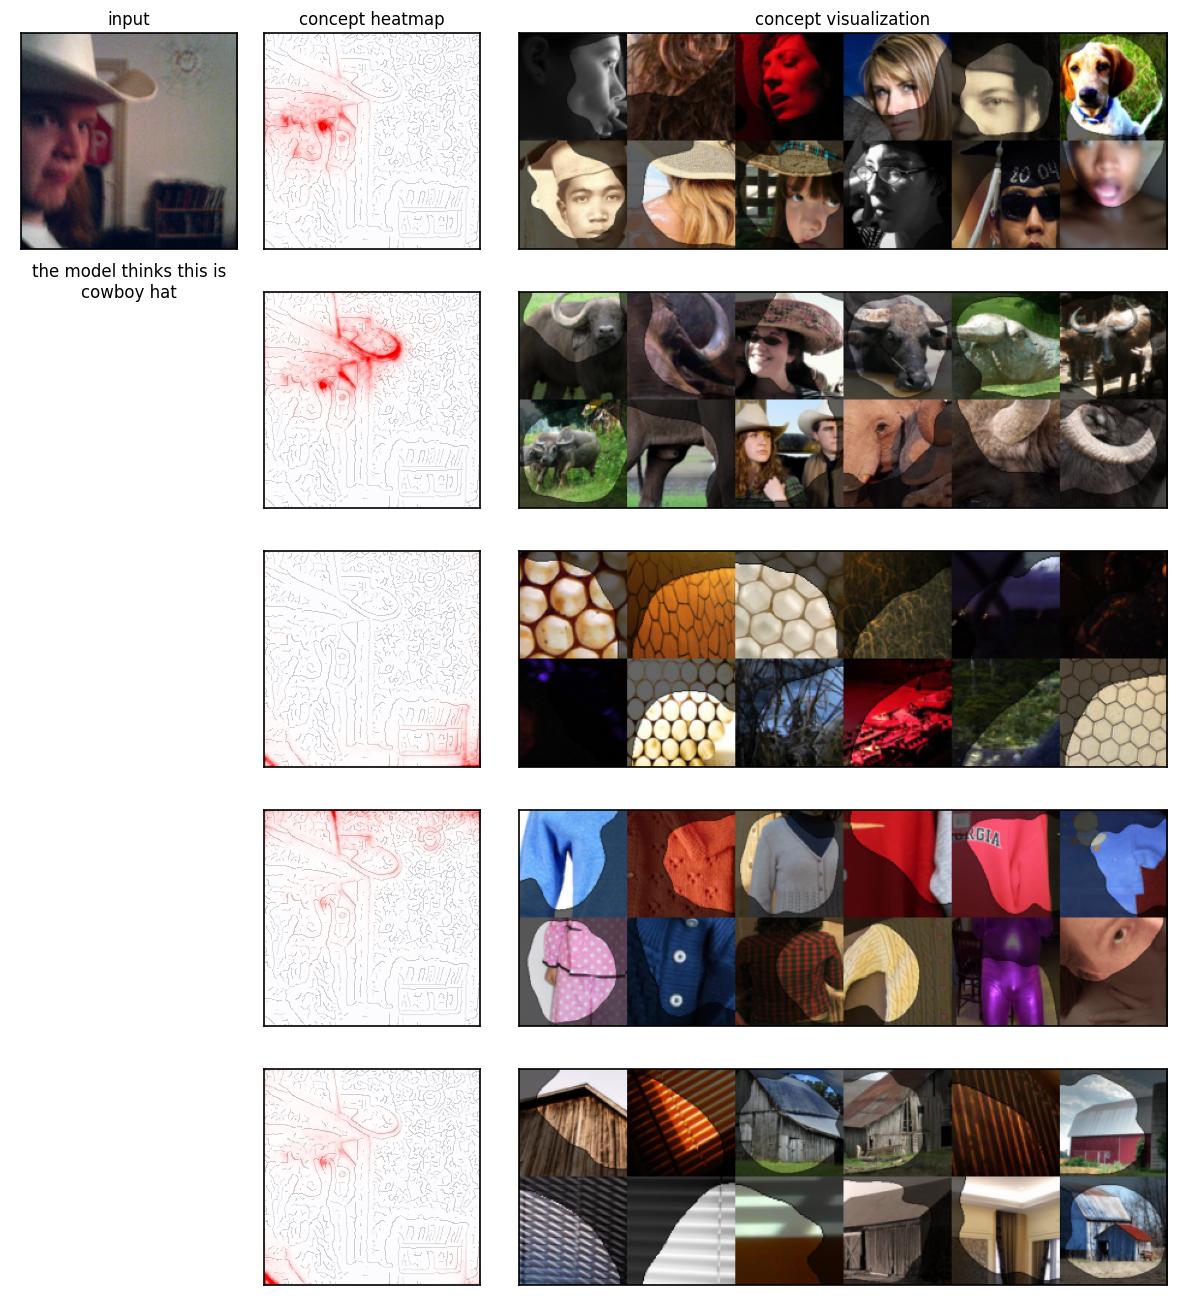 input
concept heatmap
concept visualization
20 04
the model thinks this is
cowboy hat
RGIA